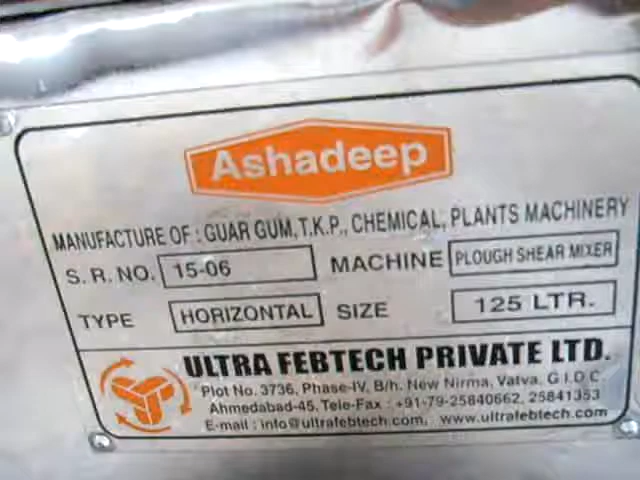 Ashadeep
MANUFACTURE OF : GUAR GUM, T.K.P., CHEMICAL, PLANTS MACHINERY
S. R. NO. 15-06 MACHINE PLOUGH SHEAR MIXER
TYPE HORIZONTAL SIZE 125 LTR.
ULTRA FEBTECH PRIVATE LTD.
Plot No. 3736, Phase-IV, B/h. New Nirma, Vatva, G.I.D.C.
Ahmedabad-45. Tele-Fax : +91-79-25840662, 25841353
E-mail : info@ultrafebtech.com, www.ultrafebtech.com